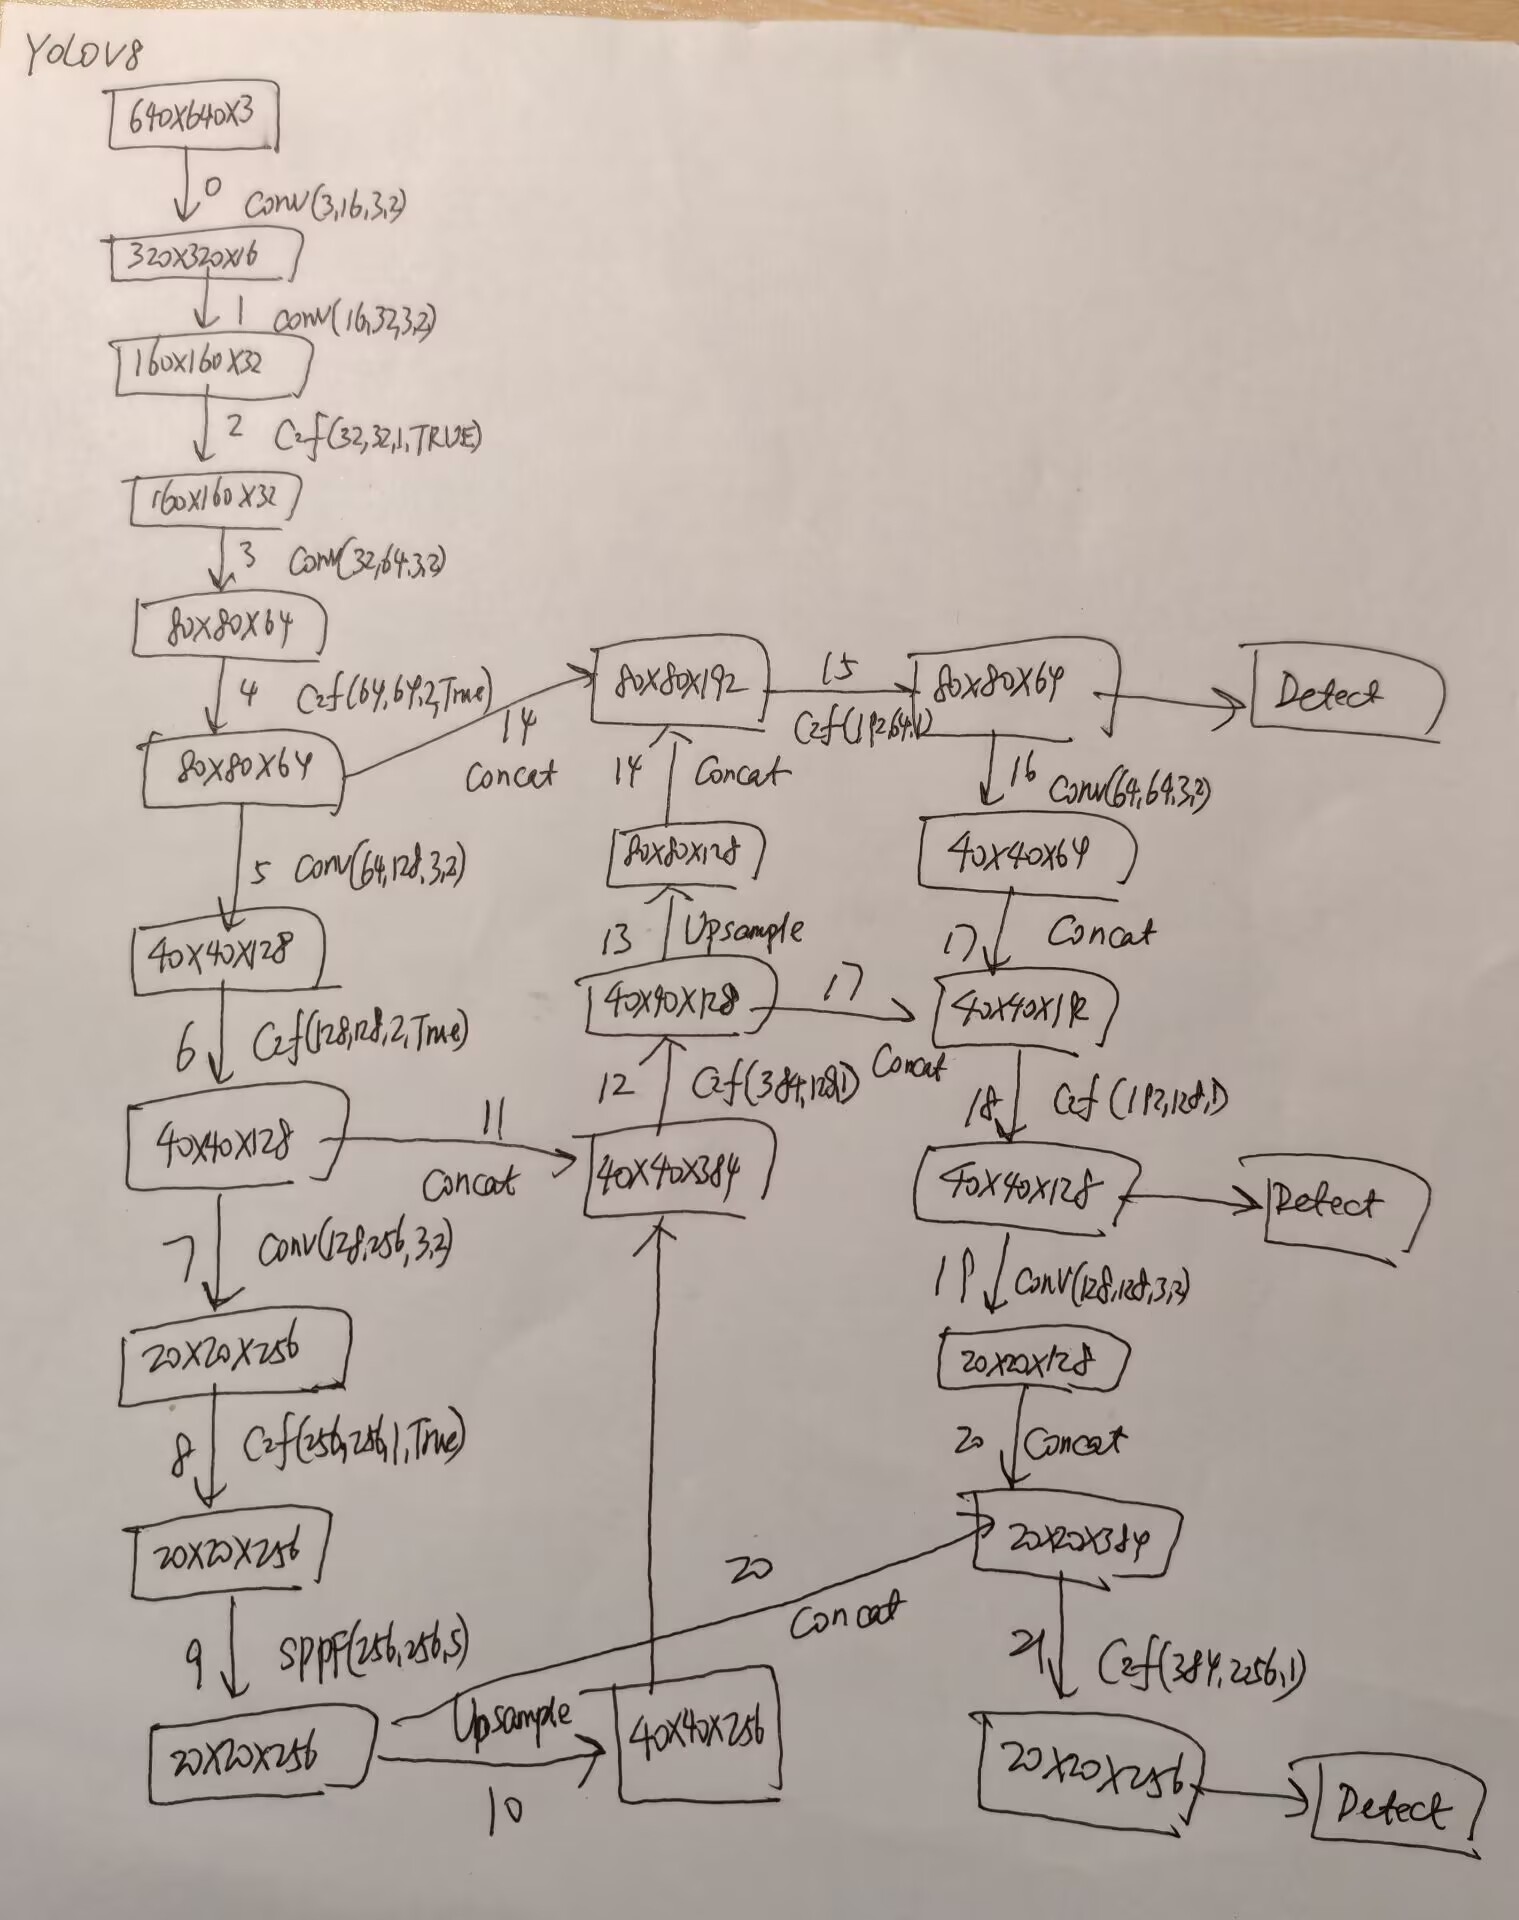 YOLOV8
640X640X3
0 Conv(3,16,3,2)
320X320X16
1 Conv(16,32,3,2)
160X160X32
2 C2f(32,32,1,TRUE)
160X160X32
3 Conv(32,64,3,2)
80X80X64
4 C2f(64,64,2,True)
80X80X64
5 Conv(64,128,3,2)
40X40X128
6 C2f(128,128,2,True)
40X40X128
7 Conv(128,256,3,2)
20X20X256
8 C2f(256,256,1,True)
20X20X256
9 SPPF(256,256,5)
20X20X256
Upsample
10
40X40X256
11
Concat
40X40X384
12 C2f(384,128,1)
40X40X128
13 Upsample
80X80X128
14 Concat
14
Concat
80X80X192
15
C2f(192,64,1)
80X80X64
Detect
16 Conv(64,64,3,2)
40X40X64
17 Concat
17
Concat
40X40X192
18 C2f(192,128,1)
40X40X128
Detect
19 Conv(128,128,3,2)
20X20X128
20 Concat
20
Concat
20X20X384
21 C2f(384,2256,1)
20X20X256
Detect